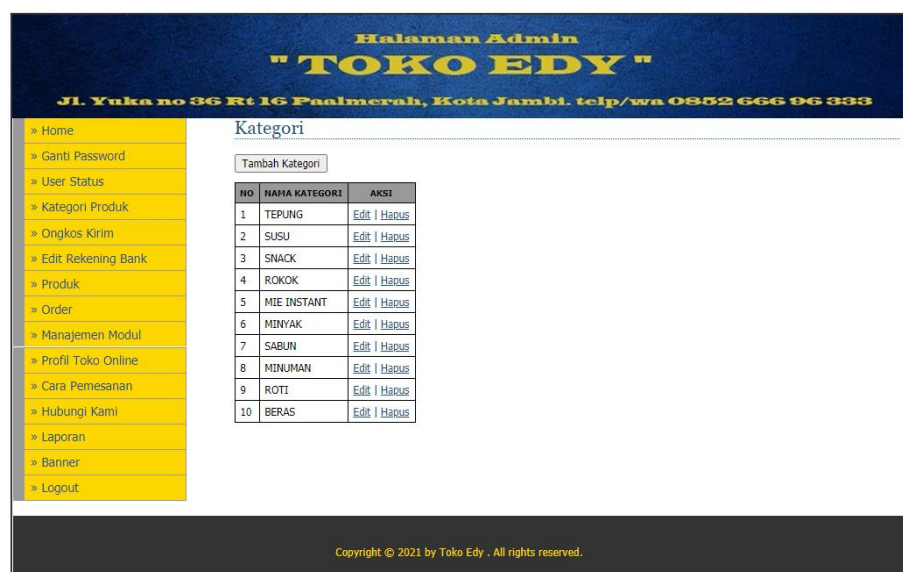 Halaman Admin
" TOKO EDY "
Jl. Yuka no 36 Rt 16 Paalmerah, Kota Jambi. telp/wa 0852 666 96 333
» Home
» Ganti Password
» User Status
» Kategori Produk
» Ongkos Kirim
» Edit Rekening Bank
» Produk
» Order
» Manajemen Modul
» Profil Toko Online
» Cara Pemesanan
» Hubungi Kami
» Laporan
» Banner
» Logout
Kategori
Tambah Kategori
NO NAMA KATEGORI AKSI
1 TEPUNG Edit | Hapus
2 SUSU Edit | Hapus
3 SNACK Edit | Hapus
4 ROKOK Edit | Hapus
5 MIE INSTANT Edit | Hapus
6 MINYAK Edit | Hapus
7 SABUN Edit | Hapus
8 MINUMAN Edit | Hapus
9 ROTI Edit | Hapus
10 BERAS Edit | Hapus
Copyright © 2021 by Toko Edy . All rights reserved.